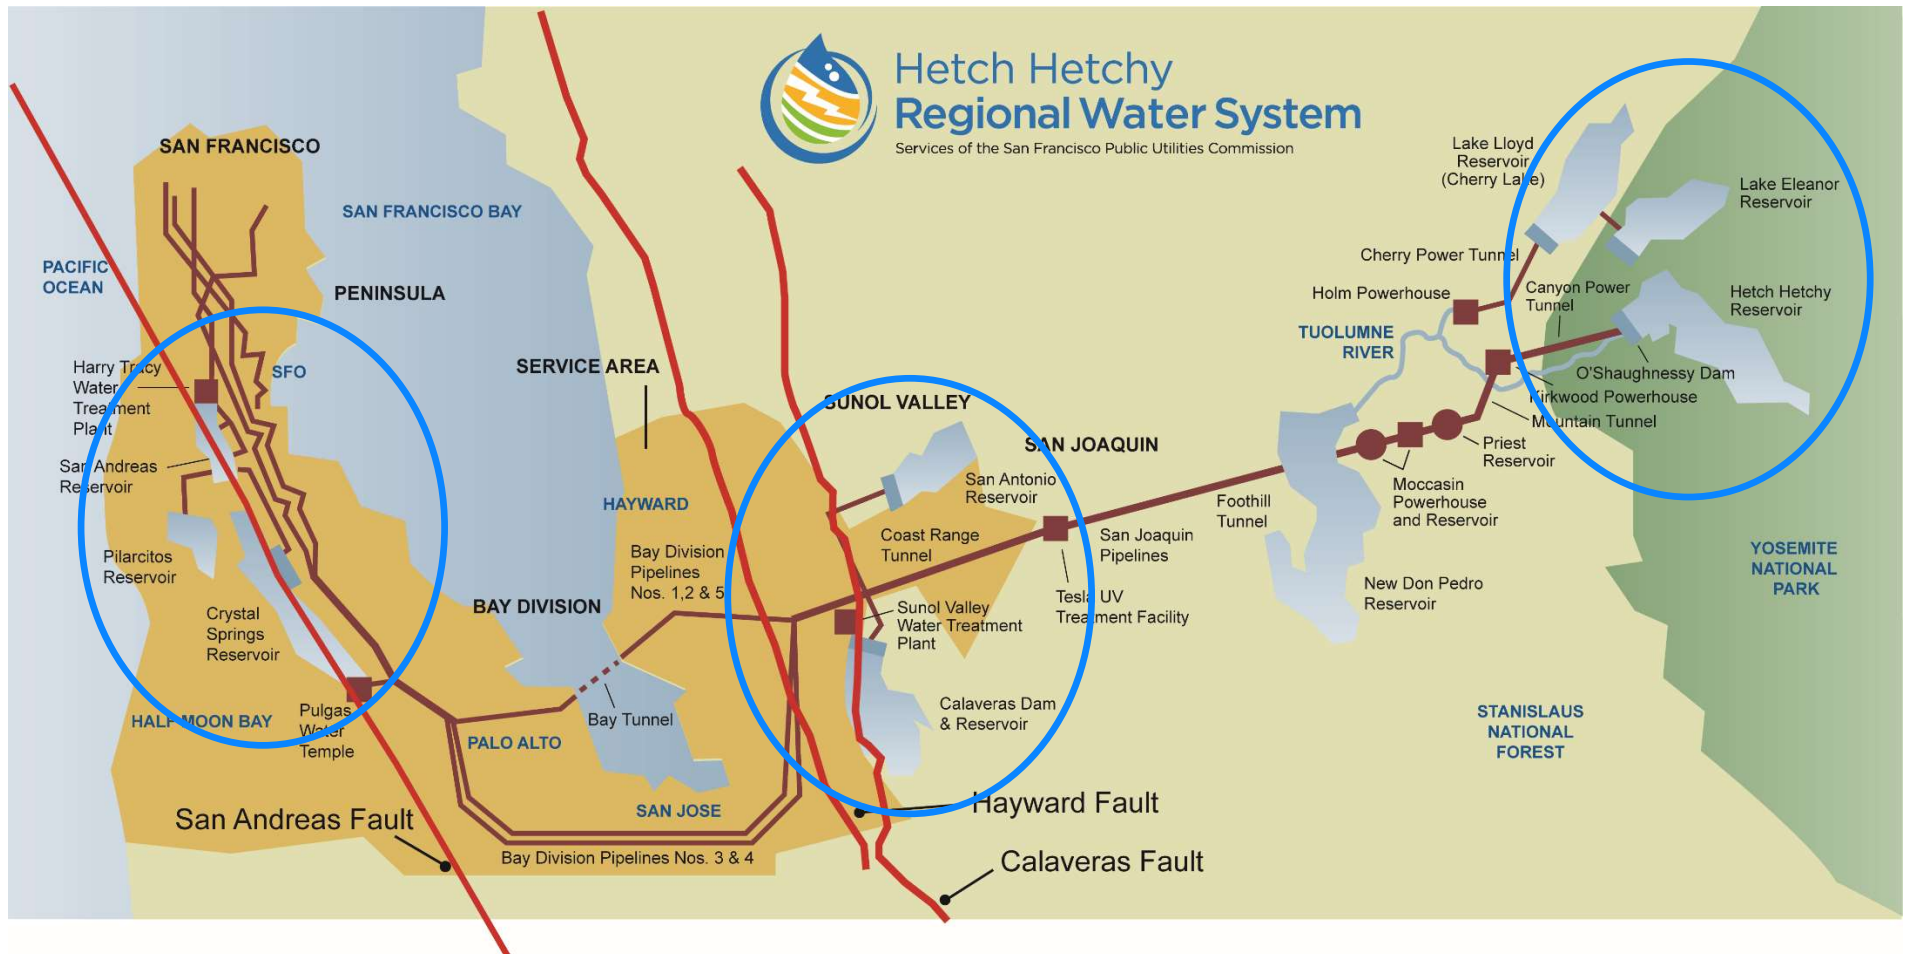 Hetch Hetchy
Regional Water System
Services of the San Francisco Public Utilities Commission
SAN FRANCISCO
SAN FRANCISCO BAY
PACIFIC
OCEAN
PENINSULA
Harry Tracy
Water
Treatment
Plant
SFO
San Andreas
Reservoir
Pilarcitos
Reservoir
Crystal
Springs
Reservoir
HALF MOON BAY
Pulgas
Water
Temple
San Andreas Fault
SERVICE AREA
HAYWARD
Bay Division
Pipelines
Nos. 1,2 & 5
BAY DIVISION
Bay Tunnel
PALO ALTO
SAN JOSE
Bay Division Pipelines Nos. 3 & 4
SUNOL VALLEY
San Antonio
Reservoir
Coast Range
Tunnel
Sunol Valley
Water Treatment
Plant
Calaveras Dam
& Reservoir
Hayward Fault
Calaveras Fault
SAN JOAQUIN
San Joaquin
Pipelines
Tesla UV
Treatment Facility
Foothill
Tunnel
New Don Pedro
Reservoir
Moccasin
Powerhouse
and Reservoir
Priest
Reservoir
Mountain Tunnel
Kirkwood Powerhouse
O'Shaughnessy Dam
TUOLUMNE
RIVER
Holm Powerhouse
Cherry Power Tunnel
Canyon Power
Tunnel
Lake Lloyd
Reservoir
(Cherry Lake)
Lake Eleanor
Reservoir
Hetch Hetchy
Reservoir
YOSEMITE
NATIONAL
PARK
STANISLAUS
NATIONAL
FOREST